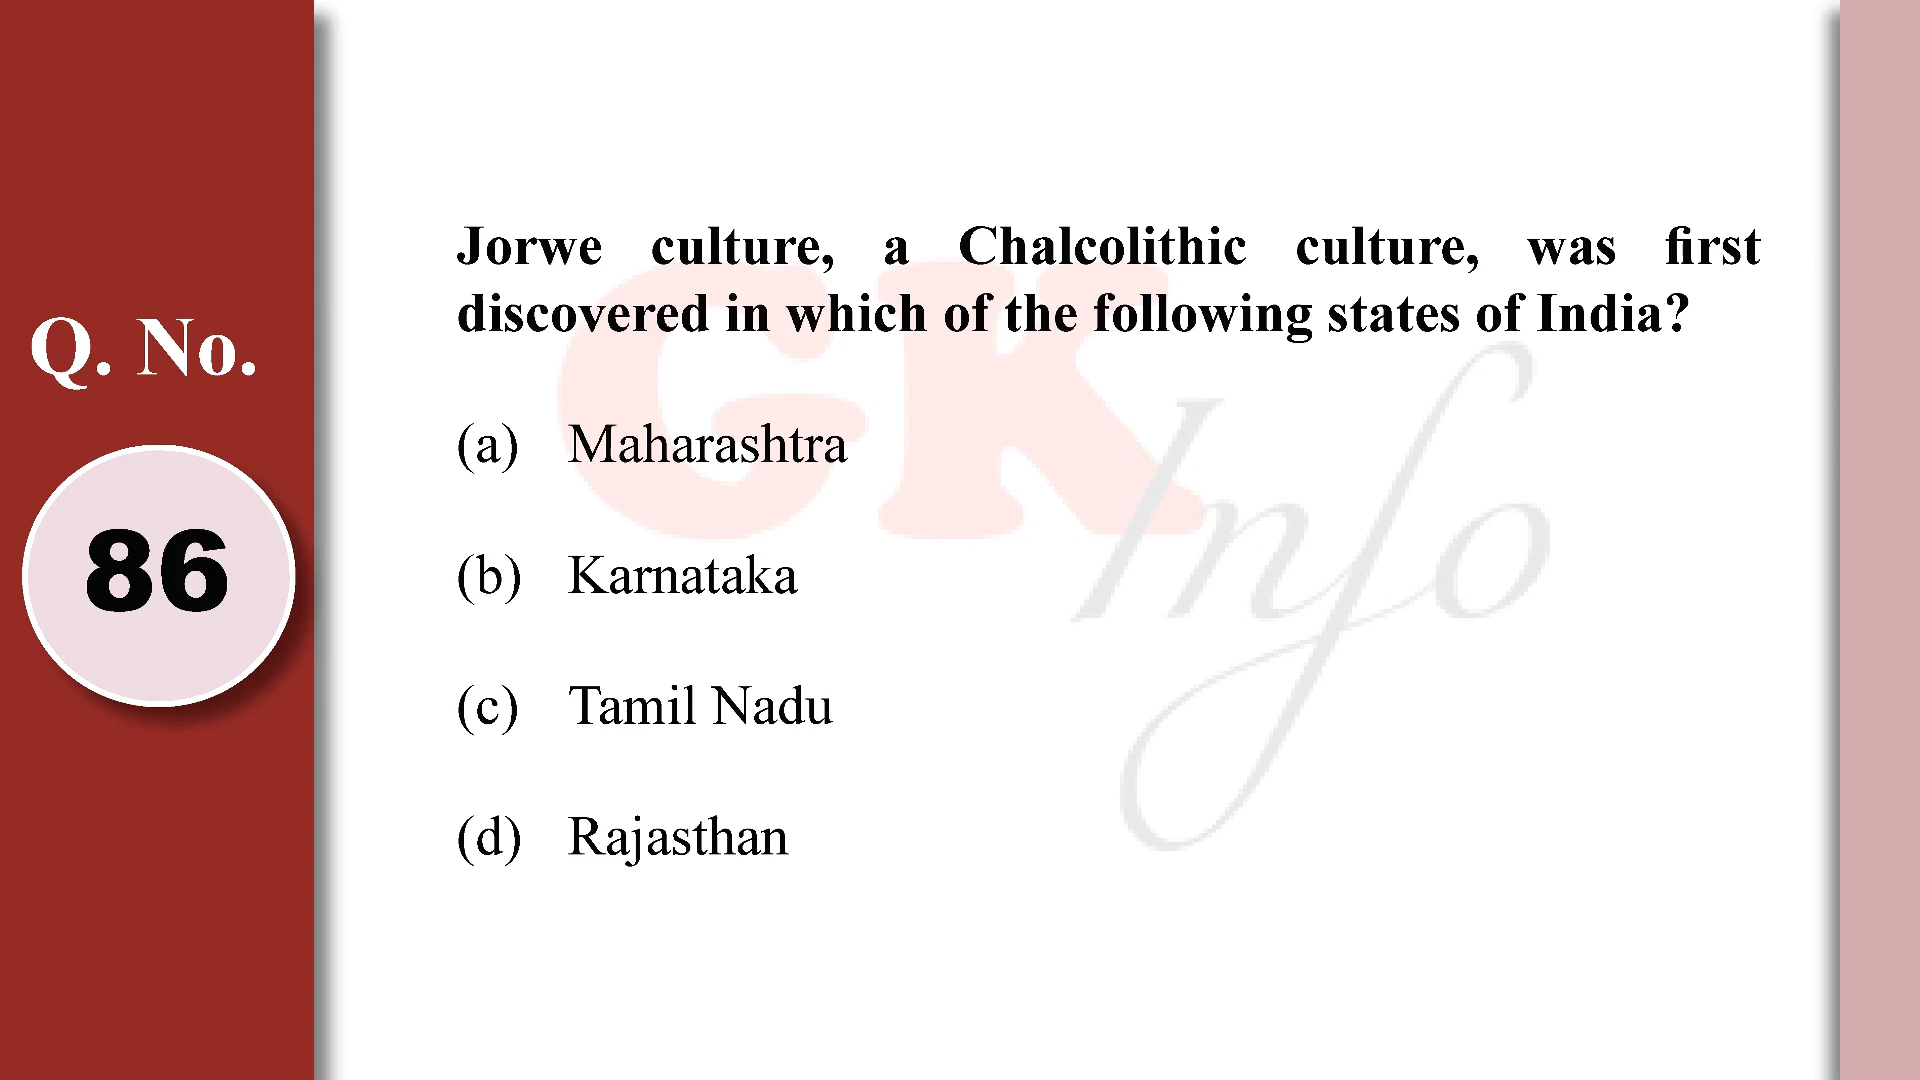 Q. No.
86
Jorwe culture, a Chalcolithic culture, was first
discovered in which of the following states of India?
(a) Maharashtra
(b) Karnataka
(c) Tamil Nadu
(d) Rajasthan
GK
Info